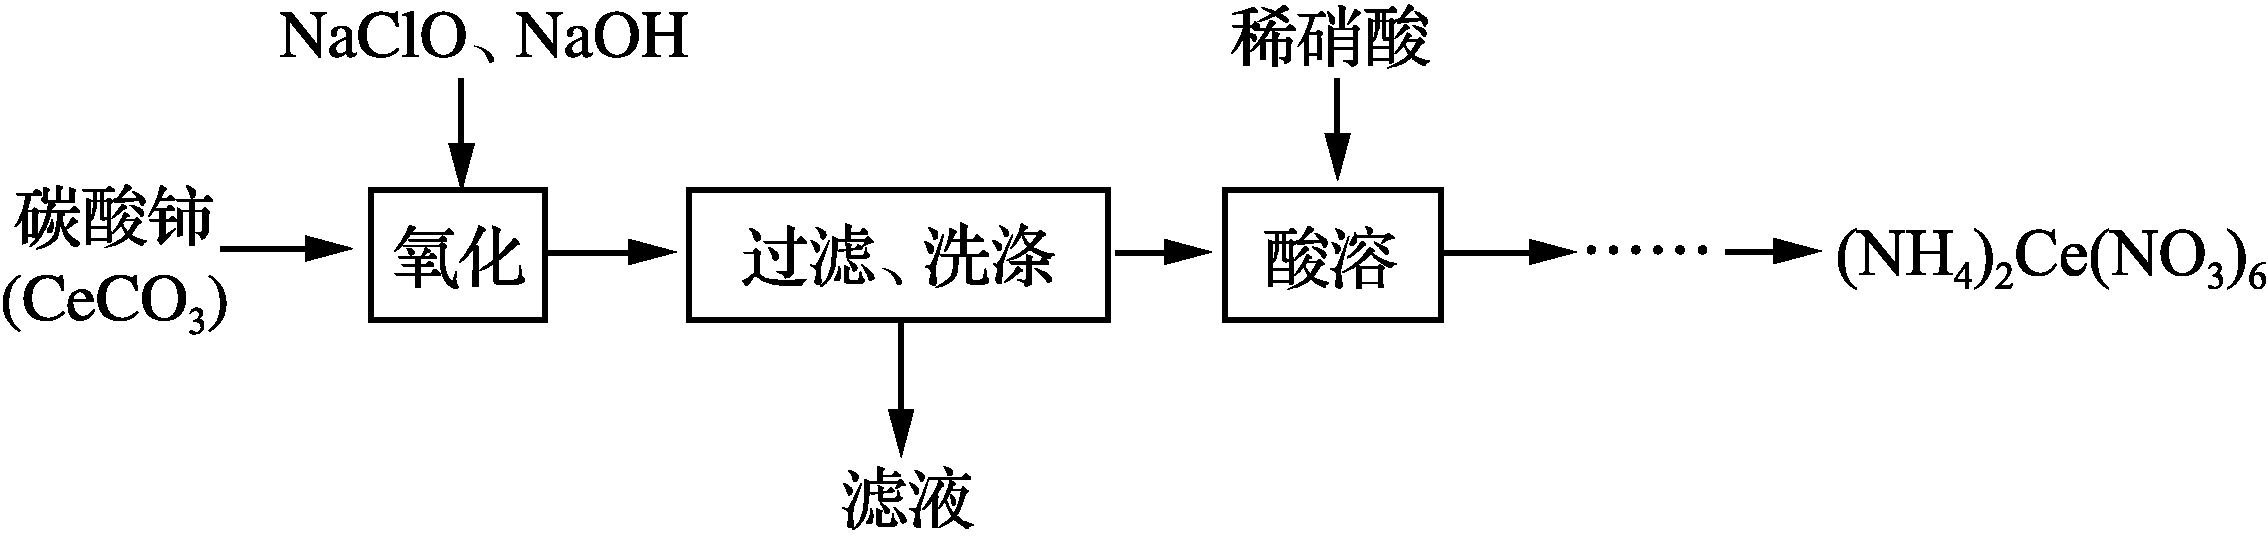 NaClO、NaOH
稀硝酸
碳酸铈
(CeCO₃)
氧化
过滤、洗涤
酸溶
······
(NH₄)₂Ce(NO₃)₆
滤液